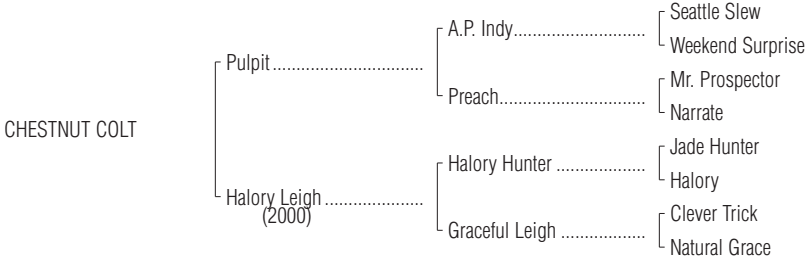 Seattle Slew
A.P. Indy..............................
Weekend Surprise
Pulpit..................................
Mr. Prospector
Preach.................................
Narrate
CHESTNUT COLT
Jade Hunter
Halory Hunter ....................
Halory
Halory Leigh ......................
(2000)
Clever Trick
Graceful Leigh ...................
Natural Grace